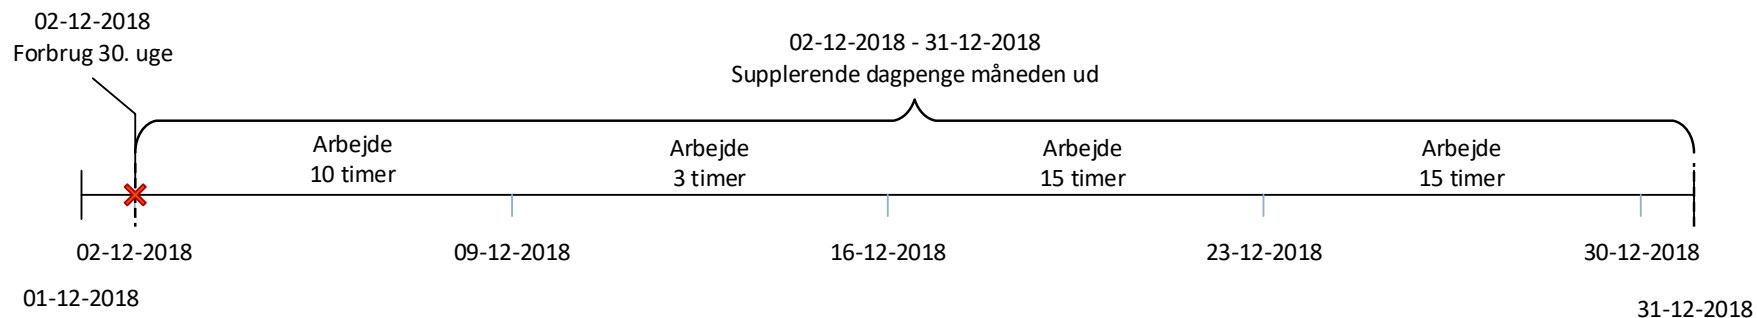 02-12-2018
Forbrug 30. uge
02-12-2018 - 31-12-2018
Supplerende dagpenge måneden ud
Arbejde
10 timer
Arbejde
3 timer
Arbejde
15 timer
Arbejde
15 timer
02-12-2018
09-12-2018
16-12-2018
23-12-2018
30-12-2018
01-12-2018
31-12-2018